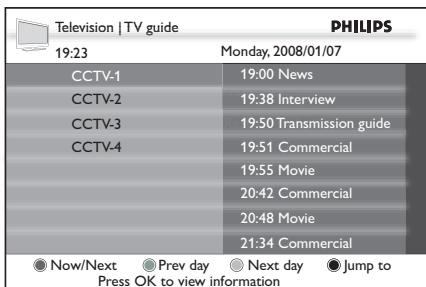 Television | TV guide PHILIPS
19:23 Monday, 2008/01/07
CCTV-1 19:00 News
CCTV-2 19:38 Interview
CCTV-3 19:50 Transmission guide
CCTV-4 19:51 Commercial
19:55 Movie
20:42 Commercial
20:48 Movie
21:34 Commercial
Now/Next Prev day Next day Jump to
Press OK to view information